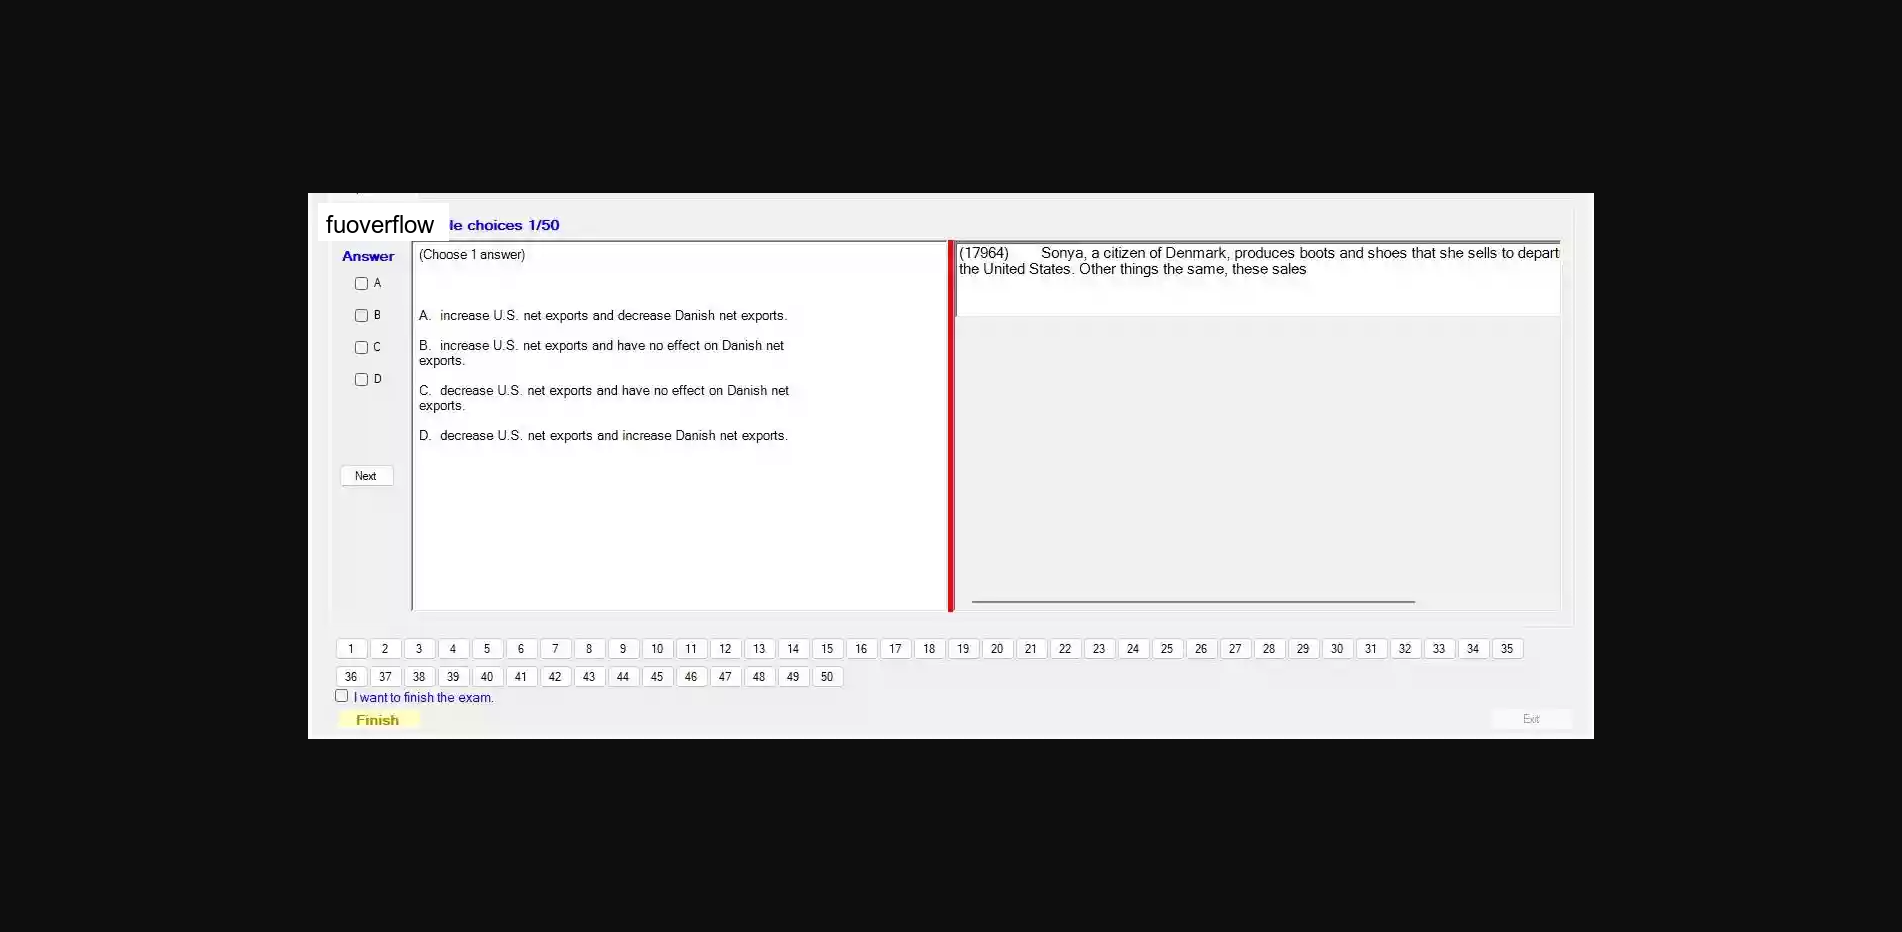 fuoverflow
le choices 1/50
Answer
(Choose 1 answer)
A
B
C
D
A. increase U.S. net exports and decrease Danish net exports.
B. increase U.S. net exports and have no effect on Danish net
exports.
C. decrease U.S. net exports and have no effect on Danish net
exports.
D. decrease U.S. net exports and increase Danish net exports.
Next
(17964) Sonya, a citizen of Denmark, produces boots and shoes that she sells to depart
the United States. Other things the same, these sales
1 2 3 4 5 6 7 8 9 10 11 12 13 14 15 16 17 18 19 20 21 22 23 24 25 26 27 28 29 30 31 32 33 34 35
36 37 38 39 40 41 42 43 44 45 46 47 48 49 50
I want to finish the exam.
Finish
Exit